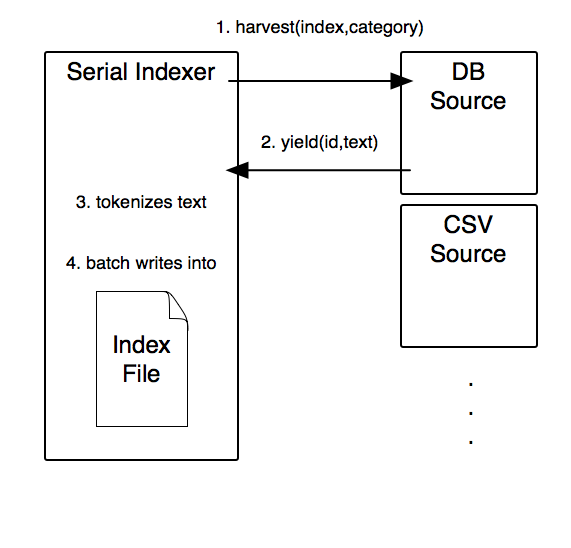 1. harvest(index,category)
Serial Indexer
DB
Source
2. yield(id,text)
3. tokenizes text
CSV
Source
4. batch writes into
Index
File
.
.
.